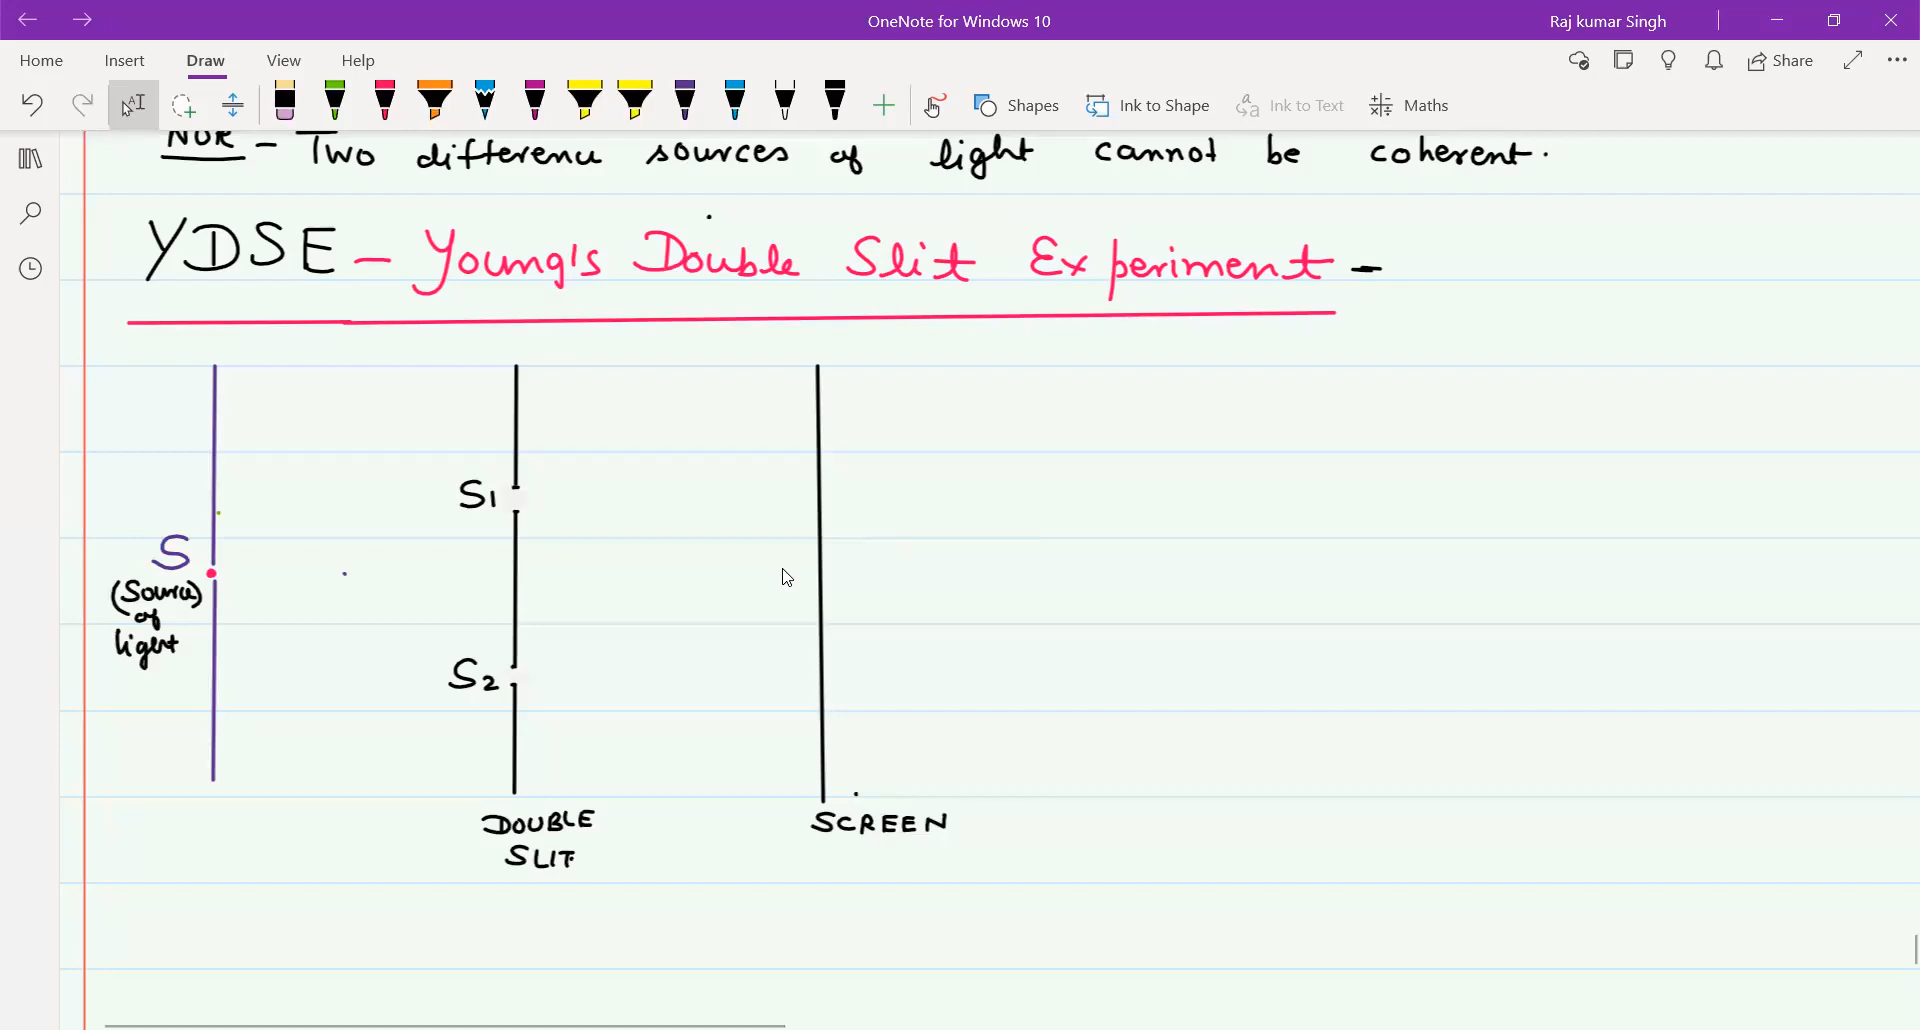 OneNote for Windows 10
Raj kumar Singh
Home Insert Draw View Help
Share
Shapes Ink to Shape Ink to Text Maths
Two difference sources of light cannot be coherent.
YDSE - Young's Double Slit Experiment -
S1
S
(Source)
of
light
S2
DOUBLE
SLIT
SCREEN